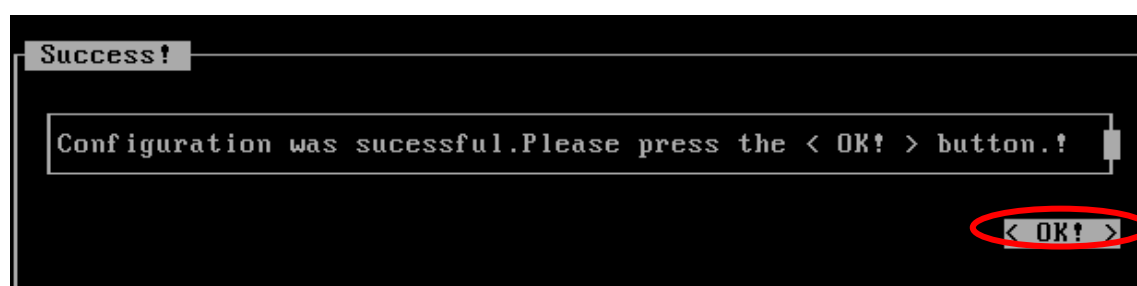 Success!
Configuration was sucessful.Please press the < OK! > button.!
< OK! >